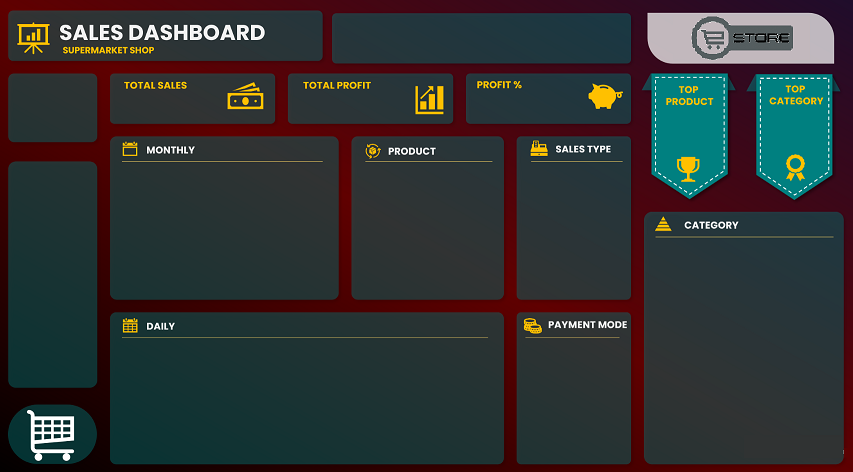 SALES DASHBOARD
SUPERMARKET SHOP
STORE
TOTAL SALES
TOTAL PROFIT
PROFIT %
TOP
PRODUCT
TOP
CATEGORY
MONTHLY
PRODUCT
SALES TYPE
CATEGORY
DAILY
PAYMENT MODE